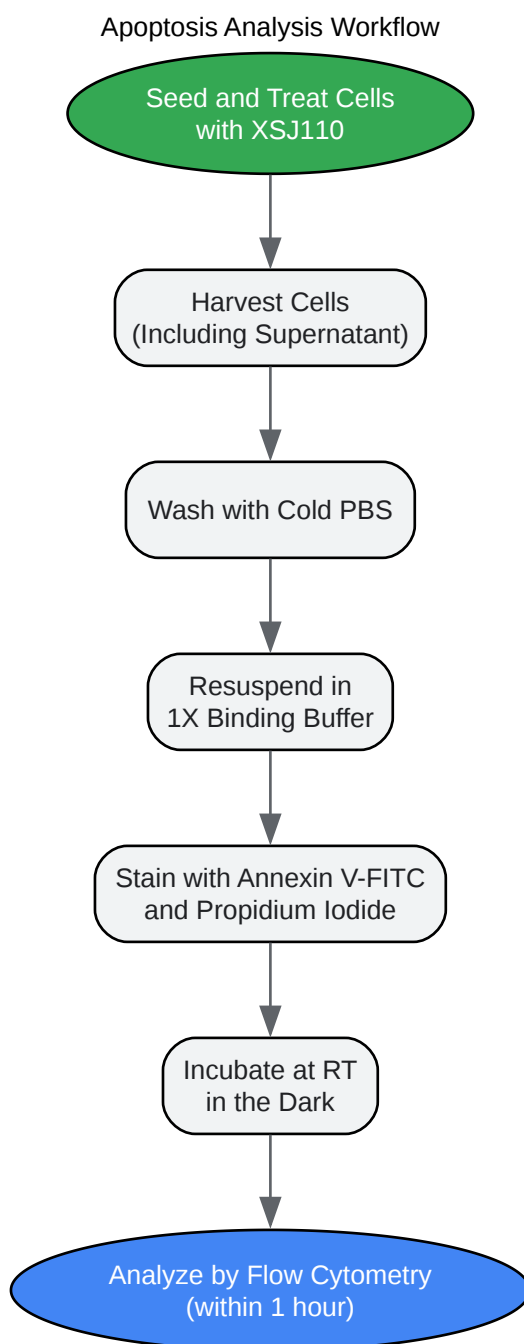 Apoptosis Analysis Workflow
Seed and Treat Cells
with XSJ110
Harvest Cells
(Including Supernatant)
Wash with Cold PBS
Resuspend in
1X Binding Buffer
Stain with Annexin V-FITC
and Propidium Iodide
Incubate at RT
in the Dark
Analyze by Flow Cytometry
(within 1 hour)